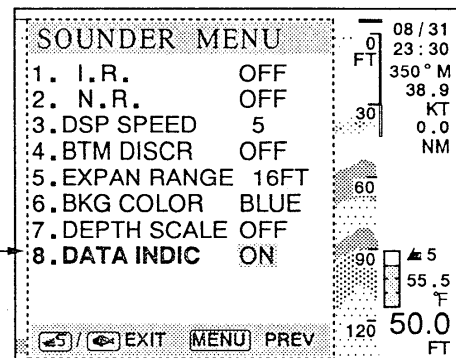 SOUNDER MENU
1. I.R. OFF
2. N.R. OFF
3. DSP SPEED 5
4. BTM DISCR OFF
5. EXPAN RANGE 16FT
6. BKG COLOR BLUE
7. DEPTH SCALE OFF
8. DATA INDIC ON
5 / EXIT MENU PREV
0
FT
30
60
90
120
08/31
23:30
350°M
38.9
KT
0.0
NM
5
55.5
°F
50.0
FT